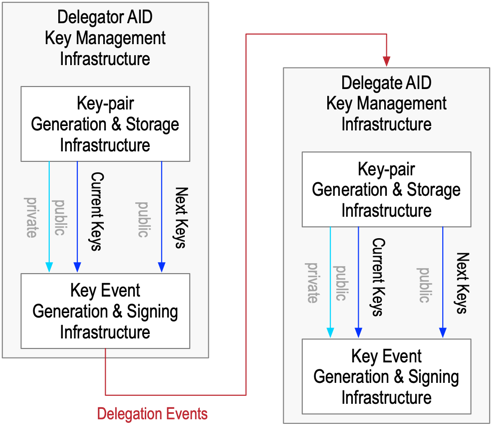 Delegator AID
Key Management
Infrastructure
Key-pair
Generation & Storage
Infrastructure
private
public
Current Keys
Next Keys
Key Event
Generation & Signing
Infrastructure
Delegation Events
Delegate AID
Key Management
Infrastructure
Key-pair
Generation & Storage
Infrastructure
private
public
Current Keys
public
Next Keys
Key Event
Generation & Signing
Infrastructure